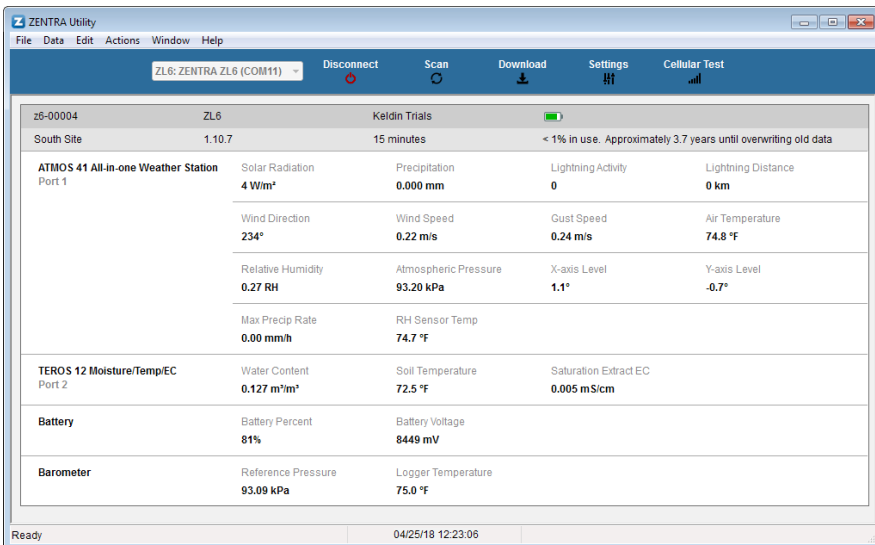 ZENTRA Utility
File Data Edit Actions Window Help
ZL6: ZENTRA ZL6 (COM11) Disconnect Scan Download Settings Cellular Test
z6-00004 ZL6 Keldin Trials
South Site 1.10.7 15 minutes < 1% in use. Approximately 3.7 years until overwriting old data
ATMOS 41 All-in-one Weather Station Solar Radiation Precipitation Lightning Activity Lightning Distance
Port 1 4 W/m² 0.000 mm 0 0 km
Wind Direction Wind Speed Gust Speed Air Temperature
234° 0.22 m/s 0.24 m/s 74.8 °F
Relative Humidity Atmospheric Pressure X-axis Level Y-axis Level
0.27 RH 93.20 kPa 1.1° -0.7°
Max Precip Rate RH Sensor Temp
0.00 mm/h 74.7 °F
TEROS 12 Moisture/Temp/EC Water Content Soil Temperature Saturation Extract EC
Port 2 0.127 m³/m³ 72.5 °F 0.005 mS/cm
Battery Battery Percent Battery Voltage
81% 8449 mV
Barometer Reference Pressure Logger Temperature
93.09 kPa 75.0 °F
Ready 04/25/18 12:23:06